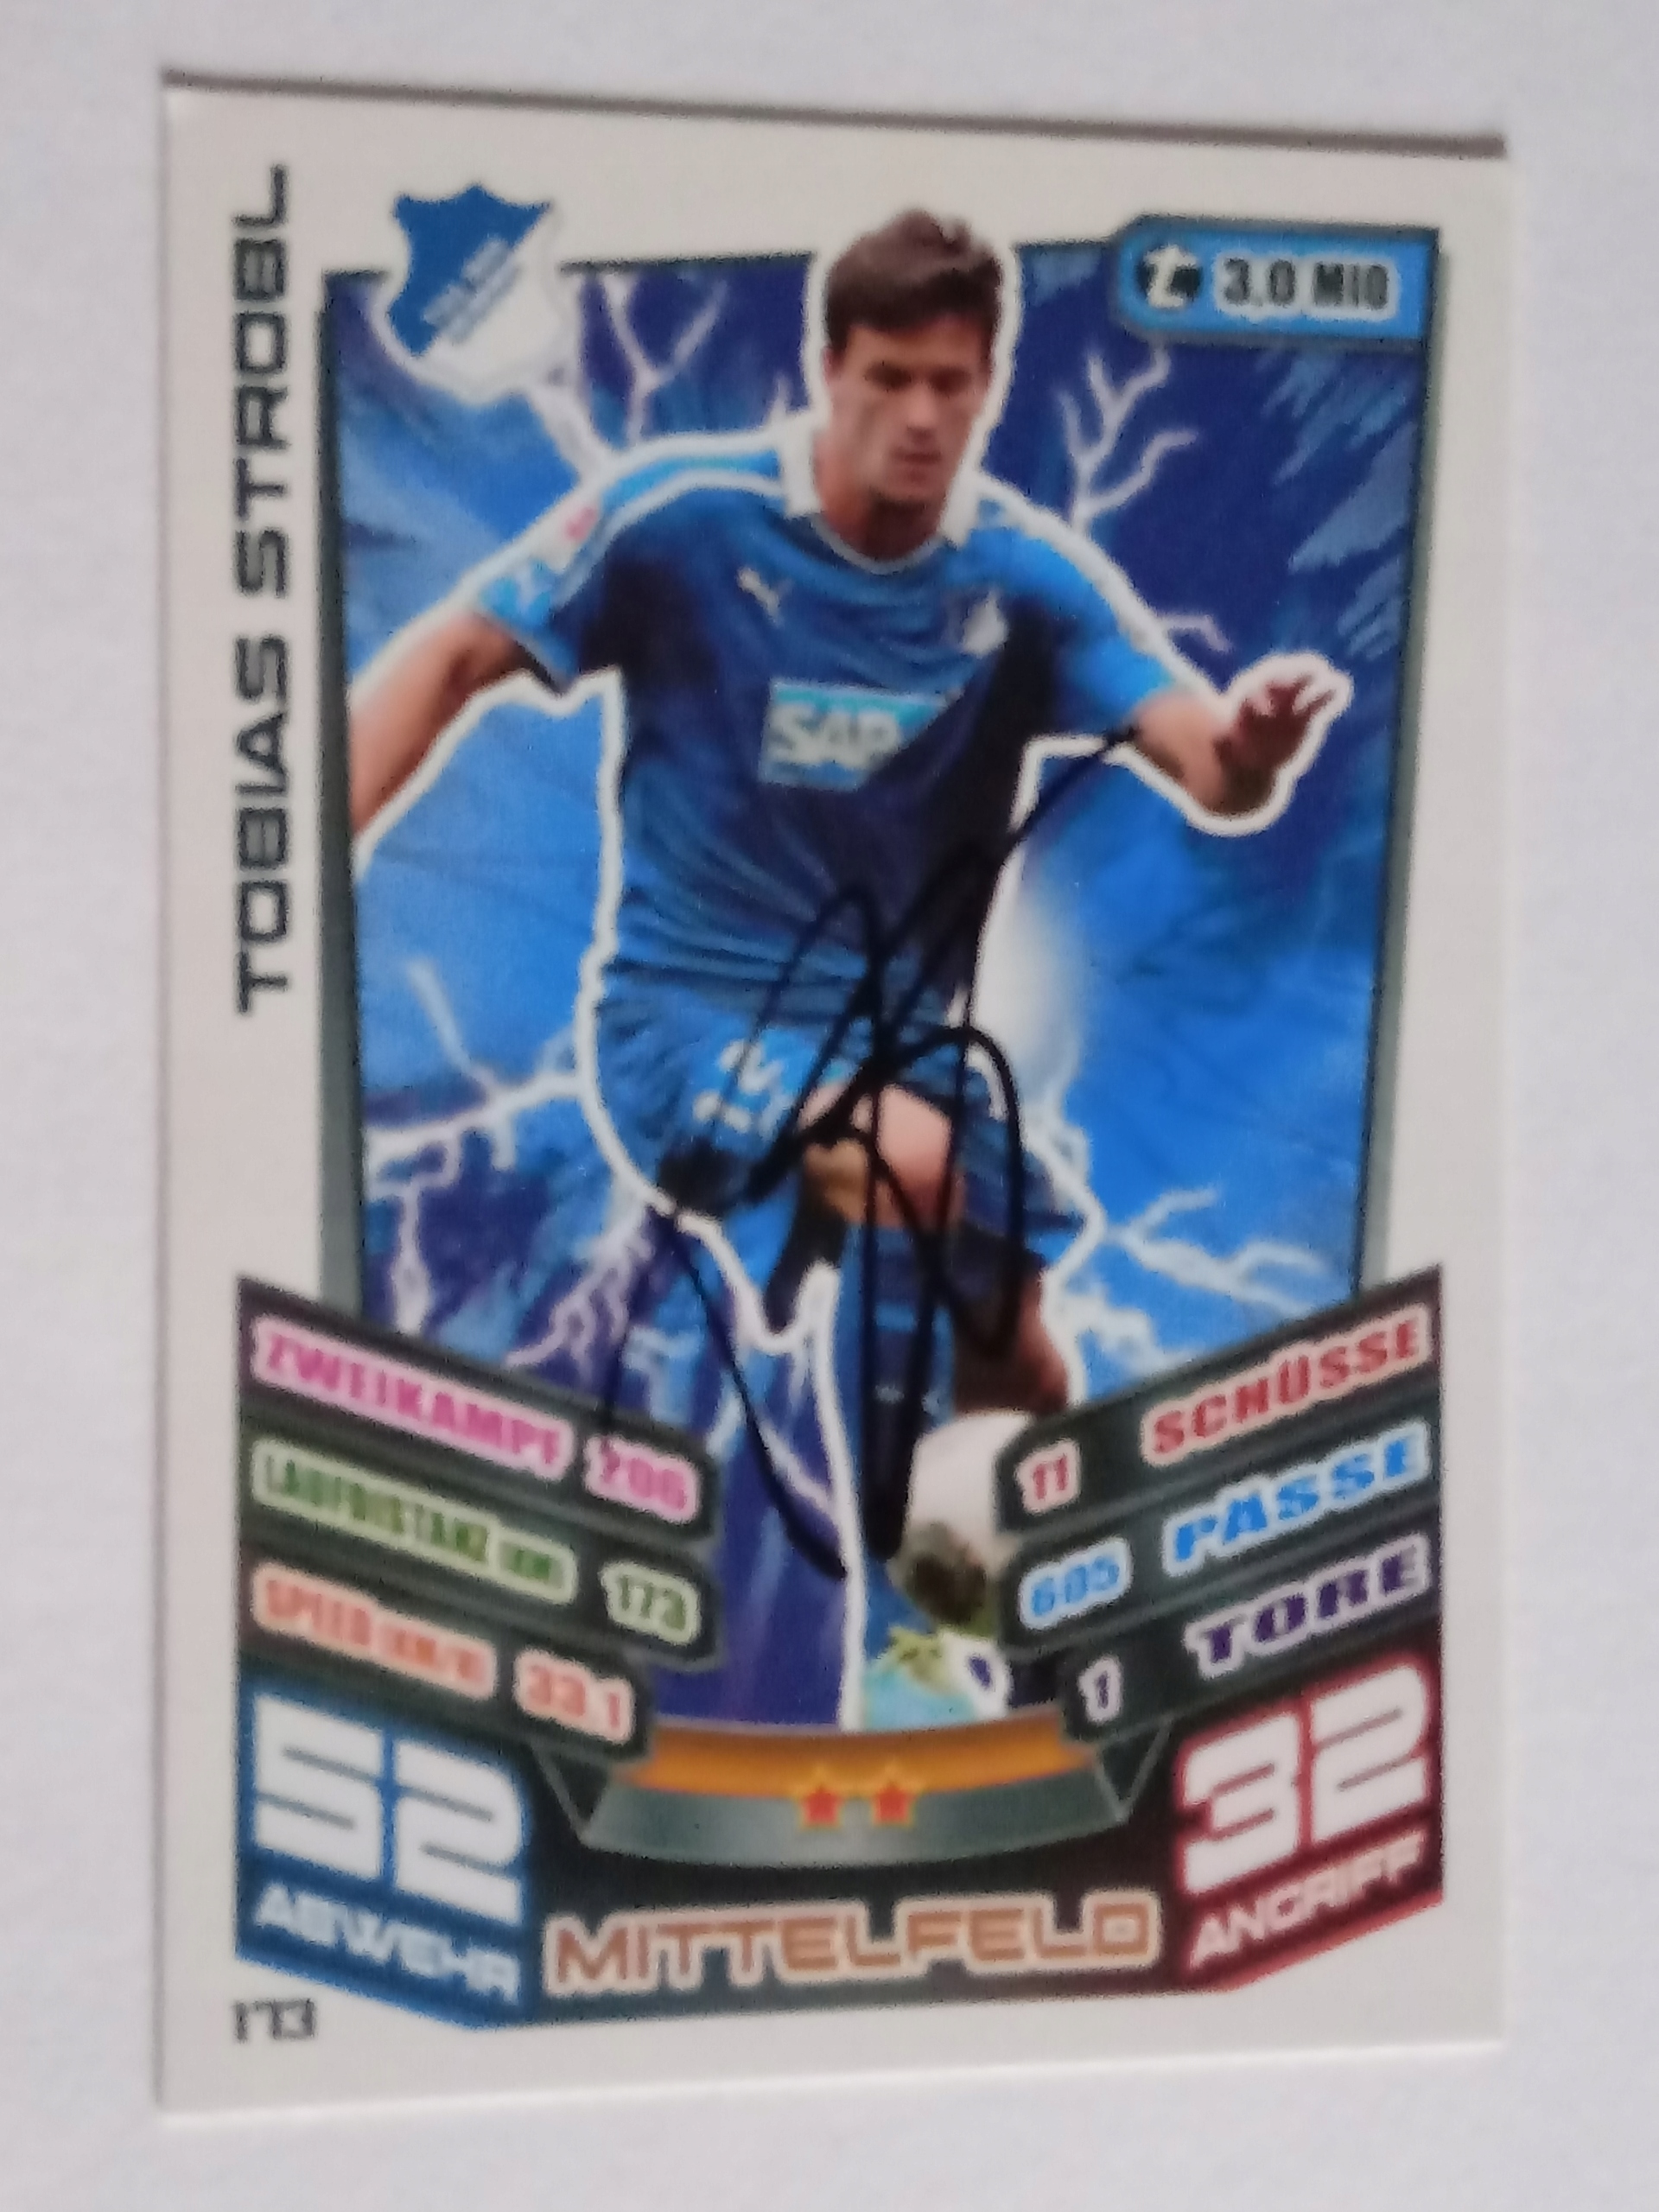 TOBIAS STROBL
t 3,0 MIO
SAP
ZWEIKAMPF 206
LAUFDISTANZ (KM) 173
SPEED (KM/H) 33,1
11 SCHÜSSE
685 PÄSSE
1 TORE
52
ABWEHR
MITTELFELD
32
ANGRIFF
173